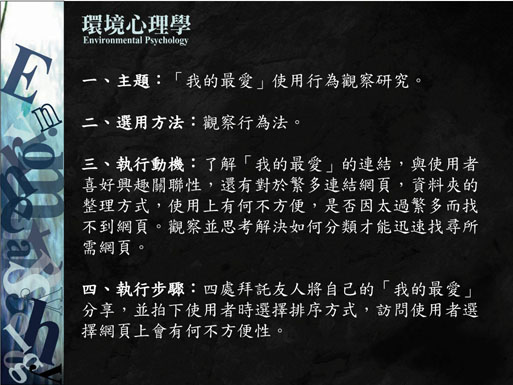 環境心理學
Environmental Psychology
一、主題：「我的最愛」使用行為觀察研究。
二、選用方法：觀察行為法。
三、執行動機：了解「我的最愛」的連結，與使用者
喜好興趣關聯性，還有對於繁多連結網頁，資料夾的
整理方式，使用上有何不方便，是否因太過繁多而找
不到網頁。觀察並思考解決如何分類才能迅速找尋所
需網頁。
四、執行步驟：四處拜託友人將自己的「我的最愛」
分享，並拍下使用者時選擇排序方式，訪問使用者選
擇網頁上會有何不方便性。